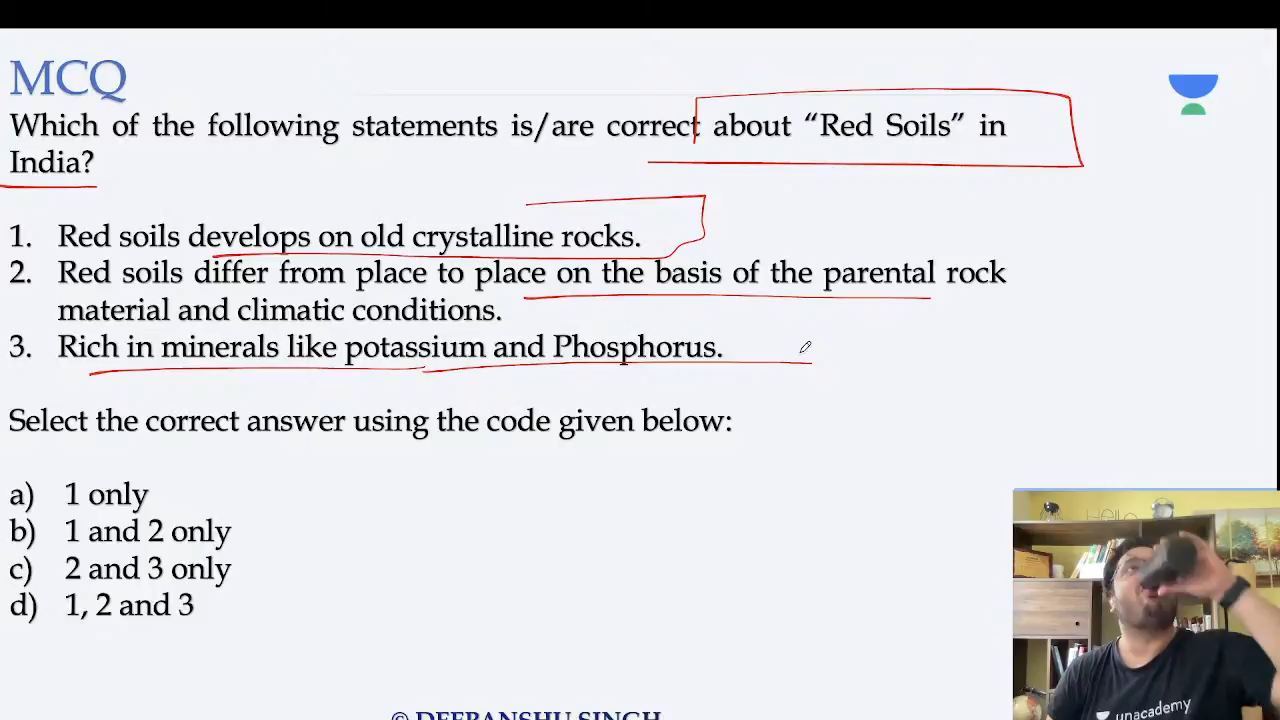 MCQ
Which of the following statements is/are correct about “Red Soils” in
India?
1. Red soils develops on old crystalline rocks.
2. Red soils differ from place to place on the basis of the parental rock
material and climatic conditions.
3. Rich in minerals like potassium and Phosphorus.
Select the correct answer using the code given below:
a) 1 only
b) 1 and 2 only
c) 2 and 3 only
d) 1, 2 and 3
Hello
unacademy
© DEEPANSHU SINGH